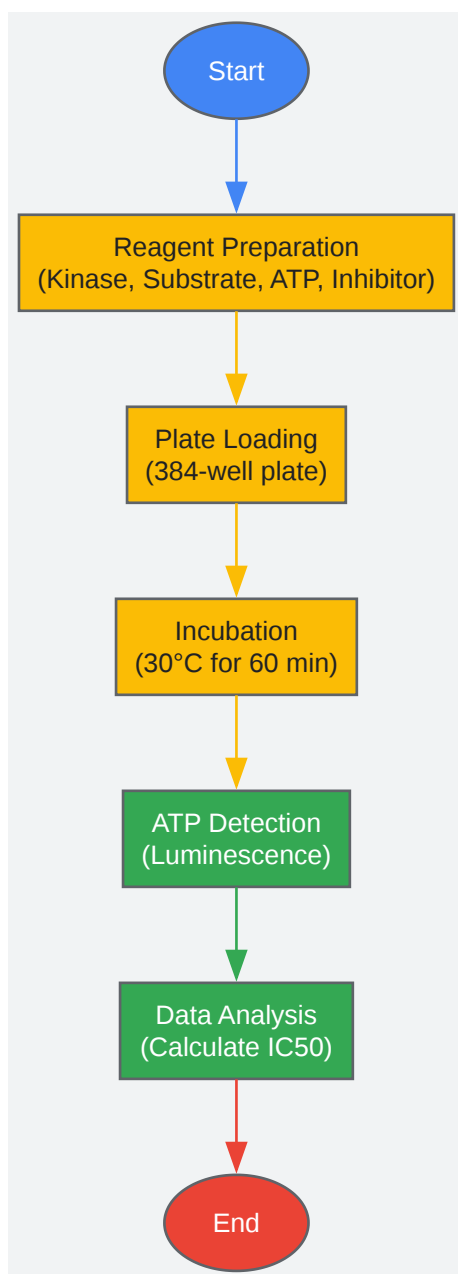 Start
Reagent Preparation
(Kinase, Substrate, ATP, Inhibitor)
Plate Loading
(384-well plate)
Incubation
(30°C for 60 min)
ATP Detection
(Luminescence)
Data Analysis
(Calculate IC50)
End